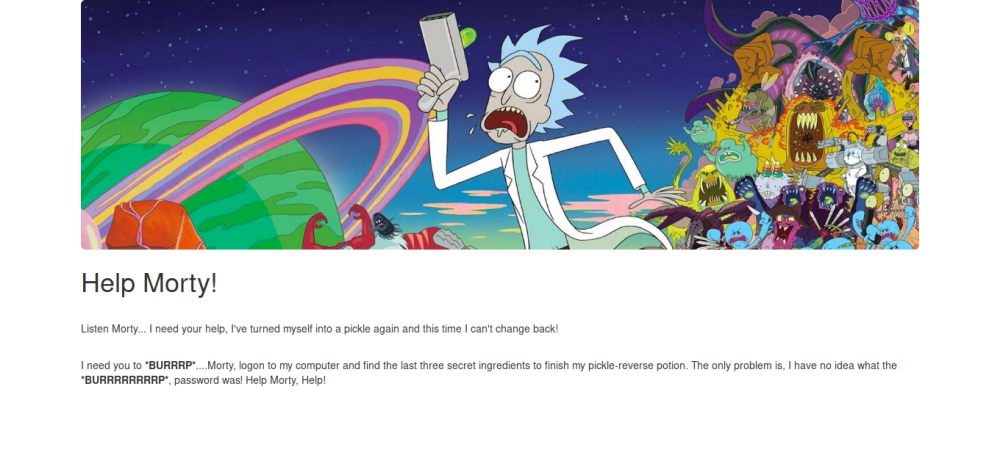 Help Morty!
Listen Morty... I need your help, I've turned myself into a pickle again and this time I can't change back!
I need you to *BURRRP*....Morty, logon to my computer and find the last three secret ingredients to finish my pickle-reverse potion. The only problem is, I have no idea what the
*BURRRRRRRRP*, password was! Help Morty, Help!